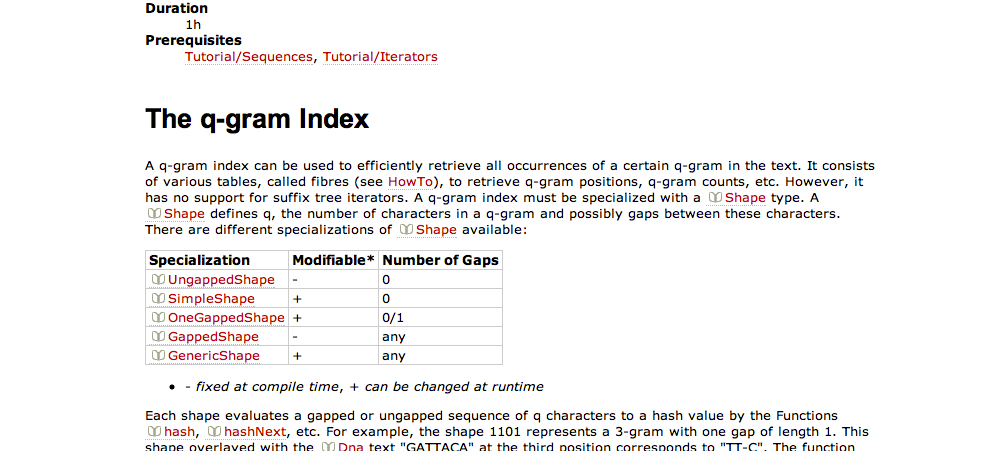 Duration
1h
Prerequisites
Tutorial/Sequences, Tutorial/Iterators
The q-gram Index
A q-gram index can be used to efficiently retrieve all occurrences of a certain q-gram in the text. It consists
of various tables, called fibres (see HowTo), to retrieve q-gram positions, q-gram counts, etc. However, it
has no support for suffix tree iterators. A q-gram index must be specialized with a Shape type. A
Shape defines q, the number of characters in a q-gram and possibly gaps between these characters.
There are different specializations of Shape available:
Specialization Modifiable* Number of Gaps
UngappedShape - 0
SimpleShape + 0
OneGappedShape + 0/1
GappedShape - any
GenericShape + any
• - fixed at compile time, + can be changed at runtime
Each shape evaluates a gapped or ungapped sequence of q characters to a hash value by the Functions
hash, hashNext, etc. For example, the shape 1101 represents a 3-gram with one gap of length 1. This
shape overlayed with the Dna text "GATTACA" at the third position corresponds to "TT-C". The function